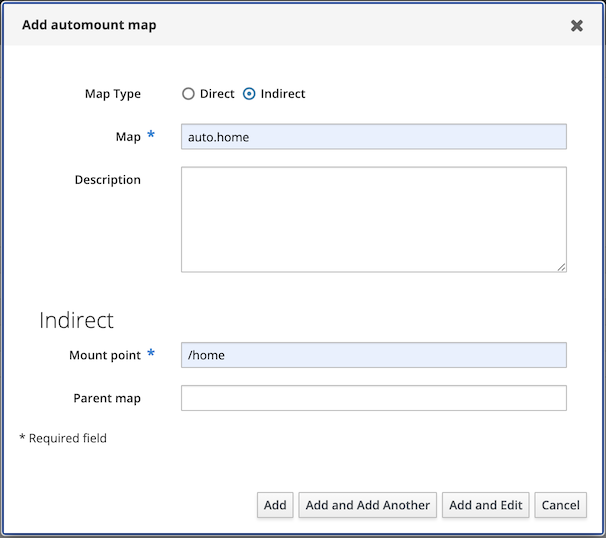 Add automount map
Map Type Direct Indirect
Map * auto.home
Description
Indirect
Mount point * /home
Parent map
* Required field
Add Add and Add Another Add and Edit Cancel